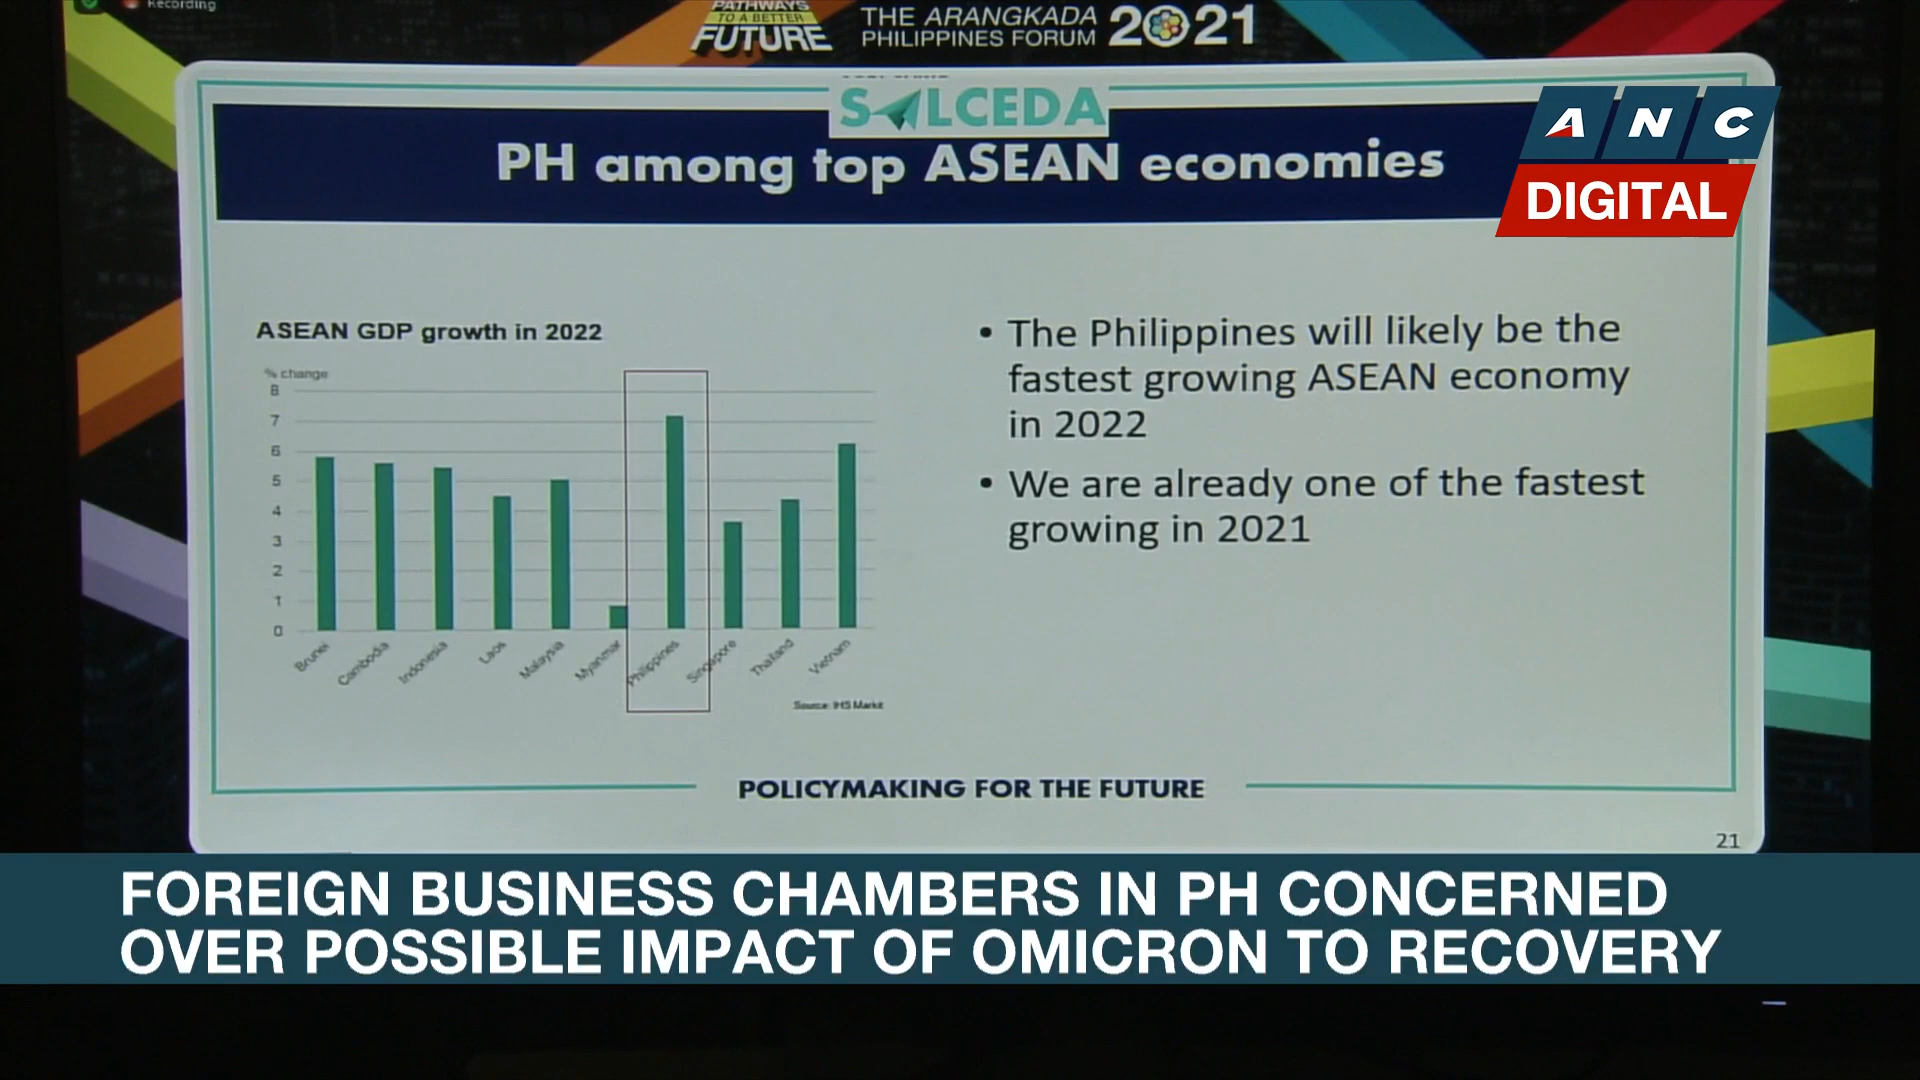 Recording
PATHWAYS
TO A BETTER
FUTURE
THE ARANGKADA
PHILIPPINES FORUM 2021
SALCEDA
PH among top ASEAN economies
ANC
DIGITAL
ASEAN GDP growth in 2022
% change
8
7
6
5
4
3
2
1
0
Brunei
Cambodia
Indonesia
Laos
Malaysia
Myanmar
Philippines
Singapore
Thailand
Vietnam
Source: IHS Markit
• The Philippines will likely be the
fastest growing ASEAN economy
in 2022
• We are already one of the fastest
growing in 2021
POLICYMAKING FOR THE FUTURE
21
FOREIGN BUSINESS CHAMBERS IN PH CONCERNED
OVER POSSIBLE IMPACT OF OMICRON TO RECOVERY